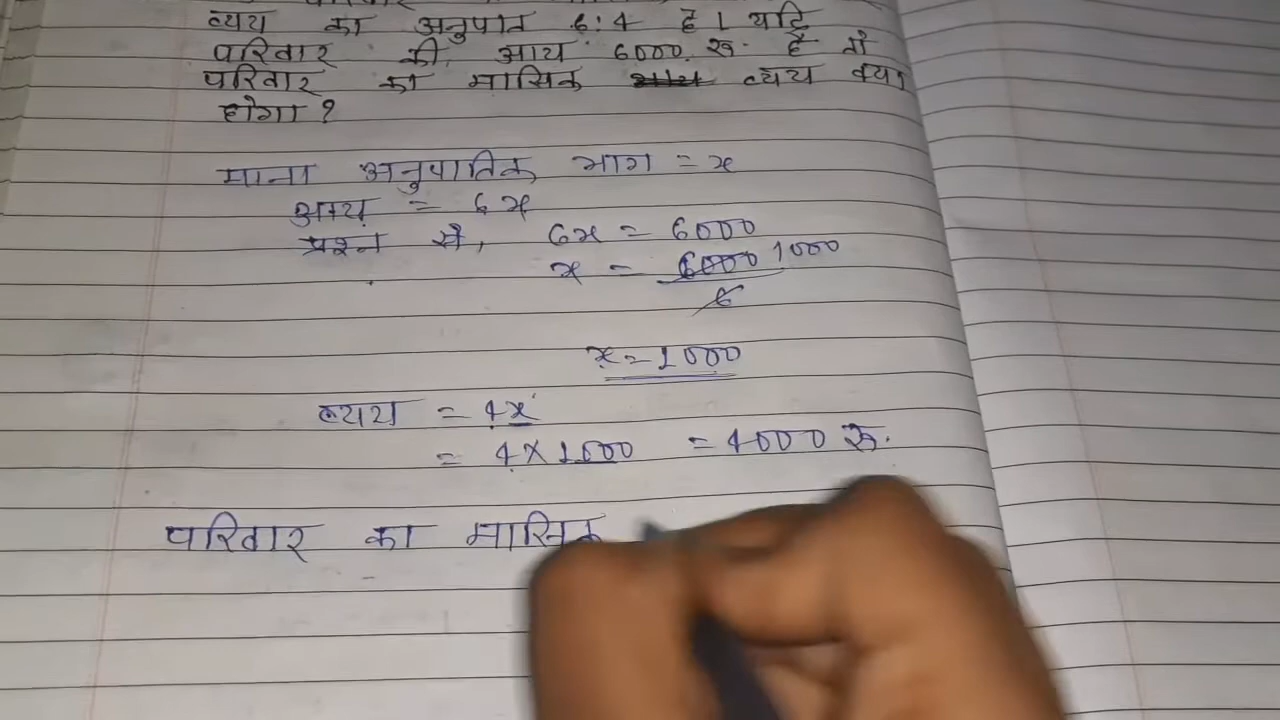 व्यय का अनुपात 6:4 है। यदि
परिवार की आय 6000 रू. है तो
परिवार का मासिक व्यय क्या
होगा?
माना अनुपातिक भाग = x
आय = 6x
प्रश्न से, 6x = 6000
x = 6000 1000
6
x = 1000
व्यय = 4x
= 4 × 1000 = 4000 रू.
परिवार का मासिक